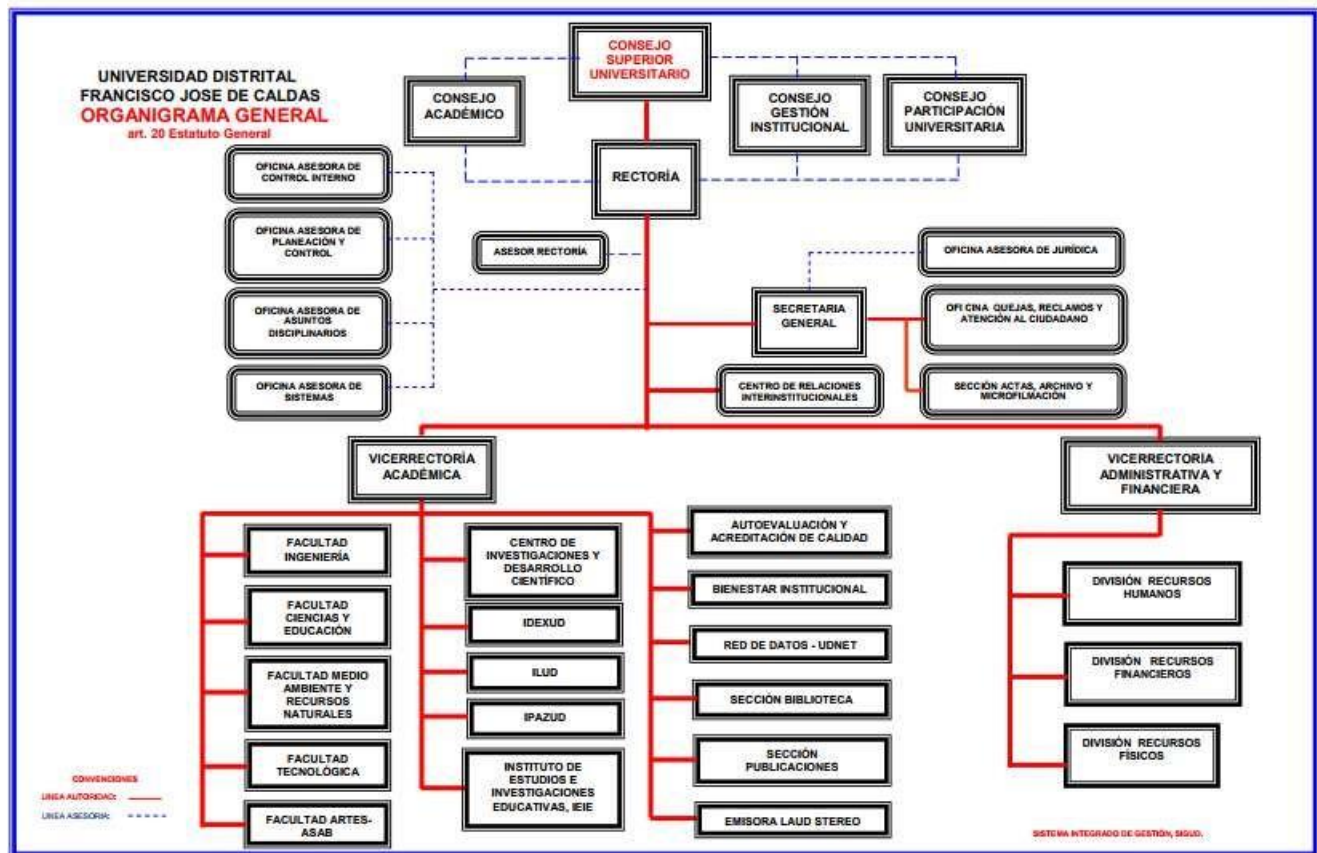 UNIVERSIDAD DISTRITAL
FRANCISCO JOSE DE CALDAS
ORGANIGRAMA GENERAL
art. 20 Estatuto General
CONSEJO
SUPERIOR
UNIVERSITARIO
CONSEJO
ACADÉMICO
CONSEJO
GESTIÓN
INSTITUCIONAL
CONSEJO
PARTICIPACIÓN
UNIVERSITARIA
RECTORÍA
OFICINA ASESORA DE
CONTROL INTERNO
OFICINA ASESORA DE
PLANEACIÓN Y
CONTROL
OFICINA ASESORA DE
ASUNTOS
DISCIPLINARIOS
OFICINA ASESORA DE
SISTEMAS
ASESOR RECTORÍA
OFICINA ASESORA DE JURÍDICA
SECRETARIA
GENERAL
OFICINA QUEJAS, RECLAMOS Y
ATENCIÓN AL CIUDADANO
CENTRO DE RELACIONES
INTERINSTITUCIONALES
SECCIÓN ACTAS, ARCHIVO Y
MICROFILMACIÓN
VICERRECTORÍA
ACADÉMICA
VICERRECTORÍA
ADMINISTRATIVA Y
FINANCIERA
FACULTAD
INGENIERÍA
FACULTAD
CIENCIAS Y
EDUCACIÓN
FACULTAD MEDIO
AMBIENTE Y
RECURSOS
NATURALES
FACULTAD
TECNOLÓGICA
FACULTAD ARTES-
ASAB
CENTRO DE
INVESTIGACIONES Y
DESARROLLO
CIENTÍFICO
IDEXUD
ILUD
IPAZUD
INSTITUTO DE
ESTUDIOS E
INVESTIGACIONES
EDUCATIVAS, IEIE
AUTOEVALUACIÓN Y
ACREDITACIÓN DE CALIDAD
BIENESTAR INSTITUCIONAL
RED DE DATOS - UDNET
SECCIÓN BIBLIOTECA
SECCIÓN
PUBLICACIONES
EMISORA LAUD STEREO
DIVISIÓN RECURSOS
HUMANOS
DIVISIÓN RECURSOS
FINANCIEROS
DIVISIÓN RECURSOS
FÍSICOS
CONVENCIONES
LINEA AUTORIDAD:
LINEA ASESORIA:
SISTEMA INTEGRADO DE GESTIÓN, SIGUD.